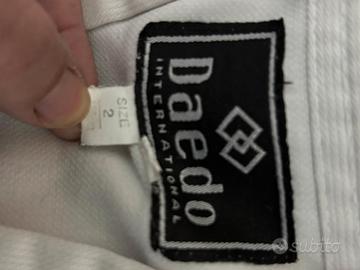 Daedo
INTERNATIONAL
SIZE
2
subito